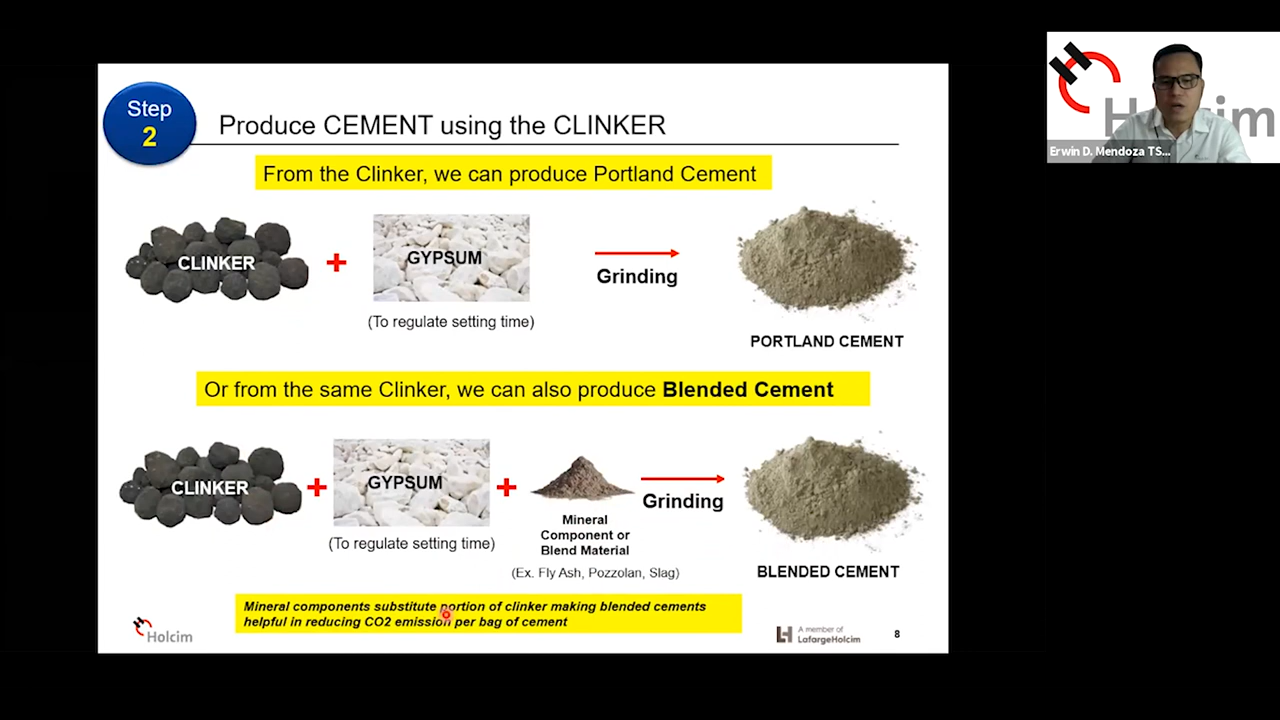 Step
2
Produce CEMENT using the CLINKER
From the Clinker, we can produce Portland Cement
CLINKER
+
GYPSUM
Grinding
(To regulate setting time)
PORTLAND CEMENT
Or from the same Clinker, we can also produce Blended Cement
CLINKER
+
GYPSUM
+
Grinding
(To regulate setting time)
Mineral
Component or
Blend Material
(Ex. Fly Ash, Pozzolan, Slag)
BLENDED CEMENT
Mineral components substitute portion of clinker making blended cements
helpful in reducing CO2 emission per bag of cement
Holcim
A member of
LafargeHolcim
8
Holcim
Erwin D. Mendoza TS...